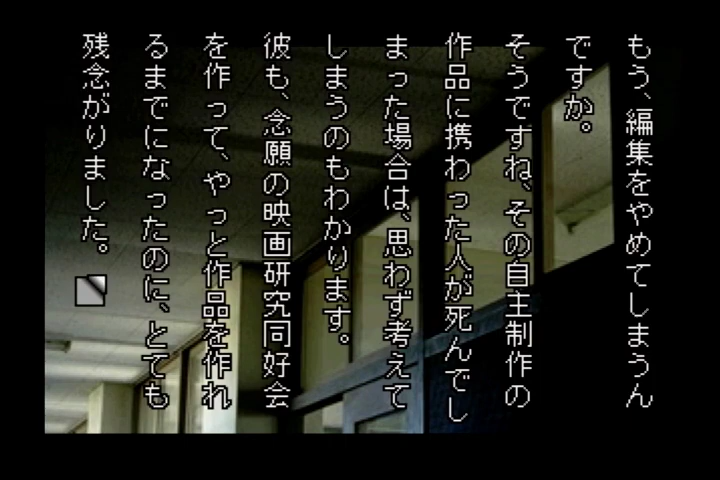 もう、編集をやめてしまうん
ですか。
そうですね、その自主制作の
作品に携わった人が死んでし
まった場合は、思わず考えて
しまうのもわかります。
彼も、念願の映画研究同好会
を作って、やっと作品を作れ
るまでになったのに、とても
残念がりました。